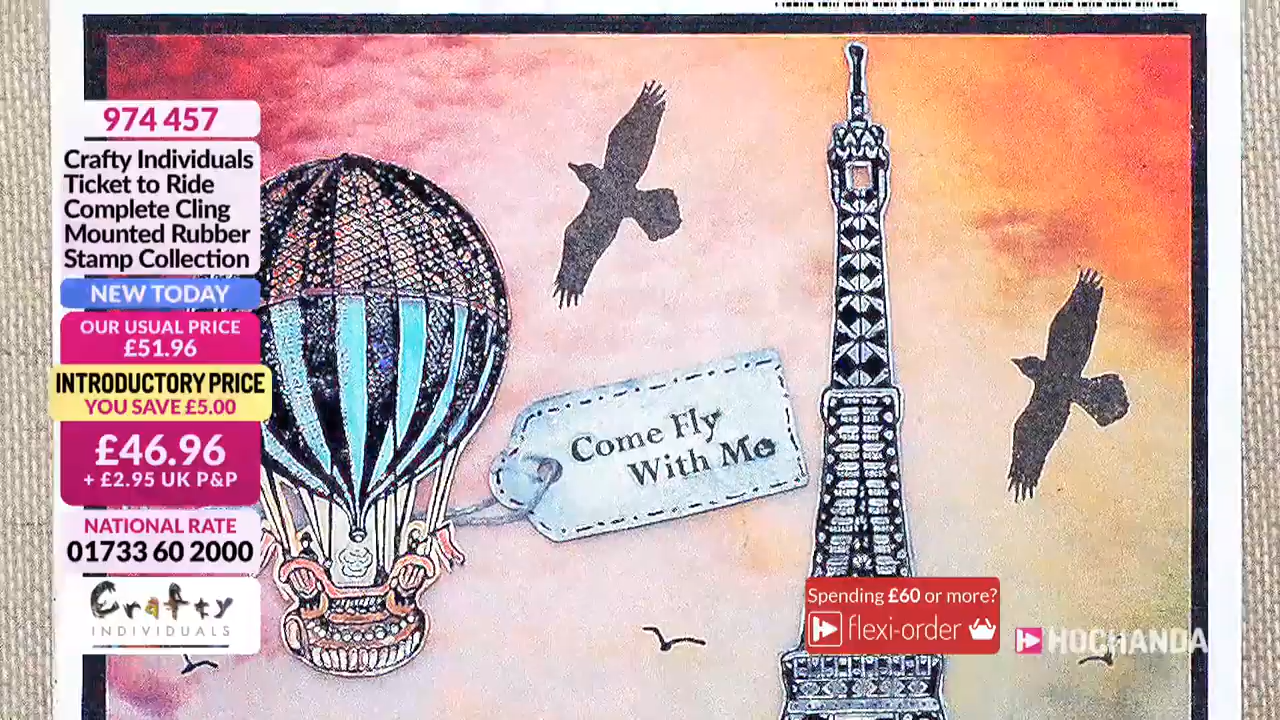 974 457
Crafty Individuals
Ticket to Ride
Complete Cling
Mounted Rubber
Stamp Collection
NEW TODAY
OUR USUAL PRICE
£51.96
INTRODUCTORY PRICE
YOU SAVE £5.00
£46.96
+ £2.95 UK P&P
NATIONAL RATE
01733 60 2000
Crafty
INDIVIDUALS
Come Fly
With Me
Spending £60 or more?
flexi-order
HOCHANDA